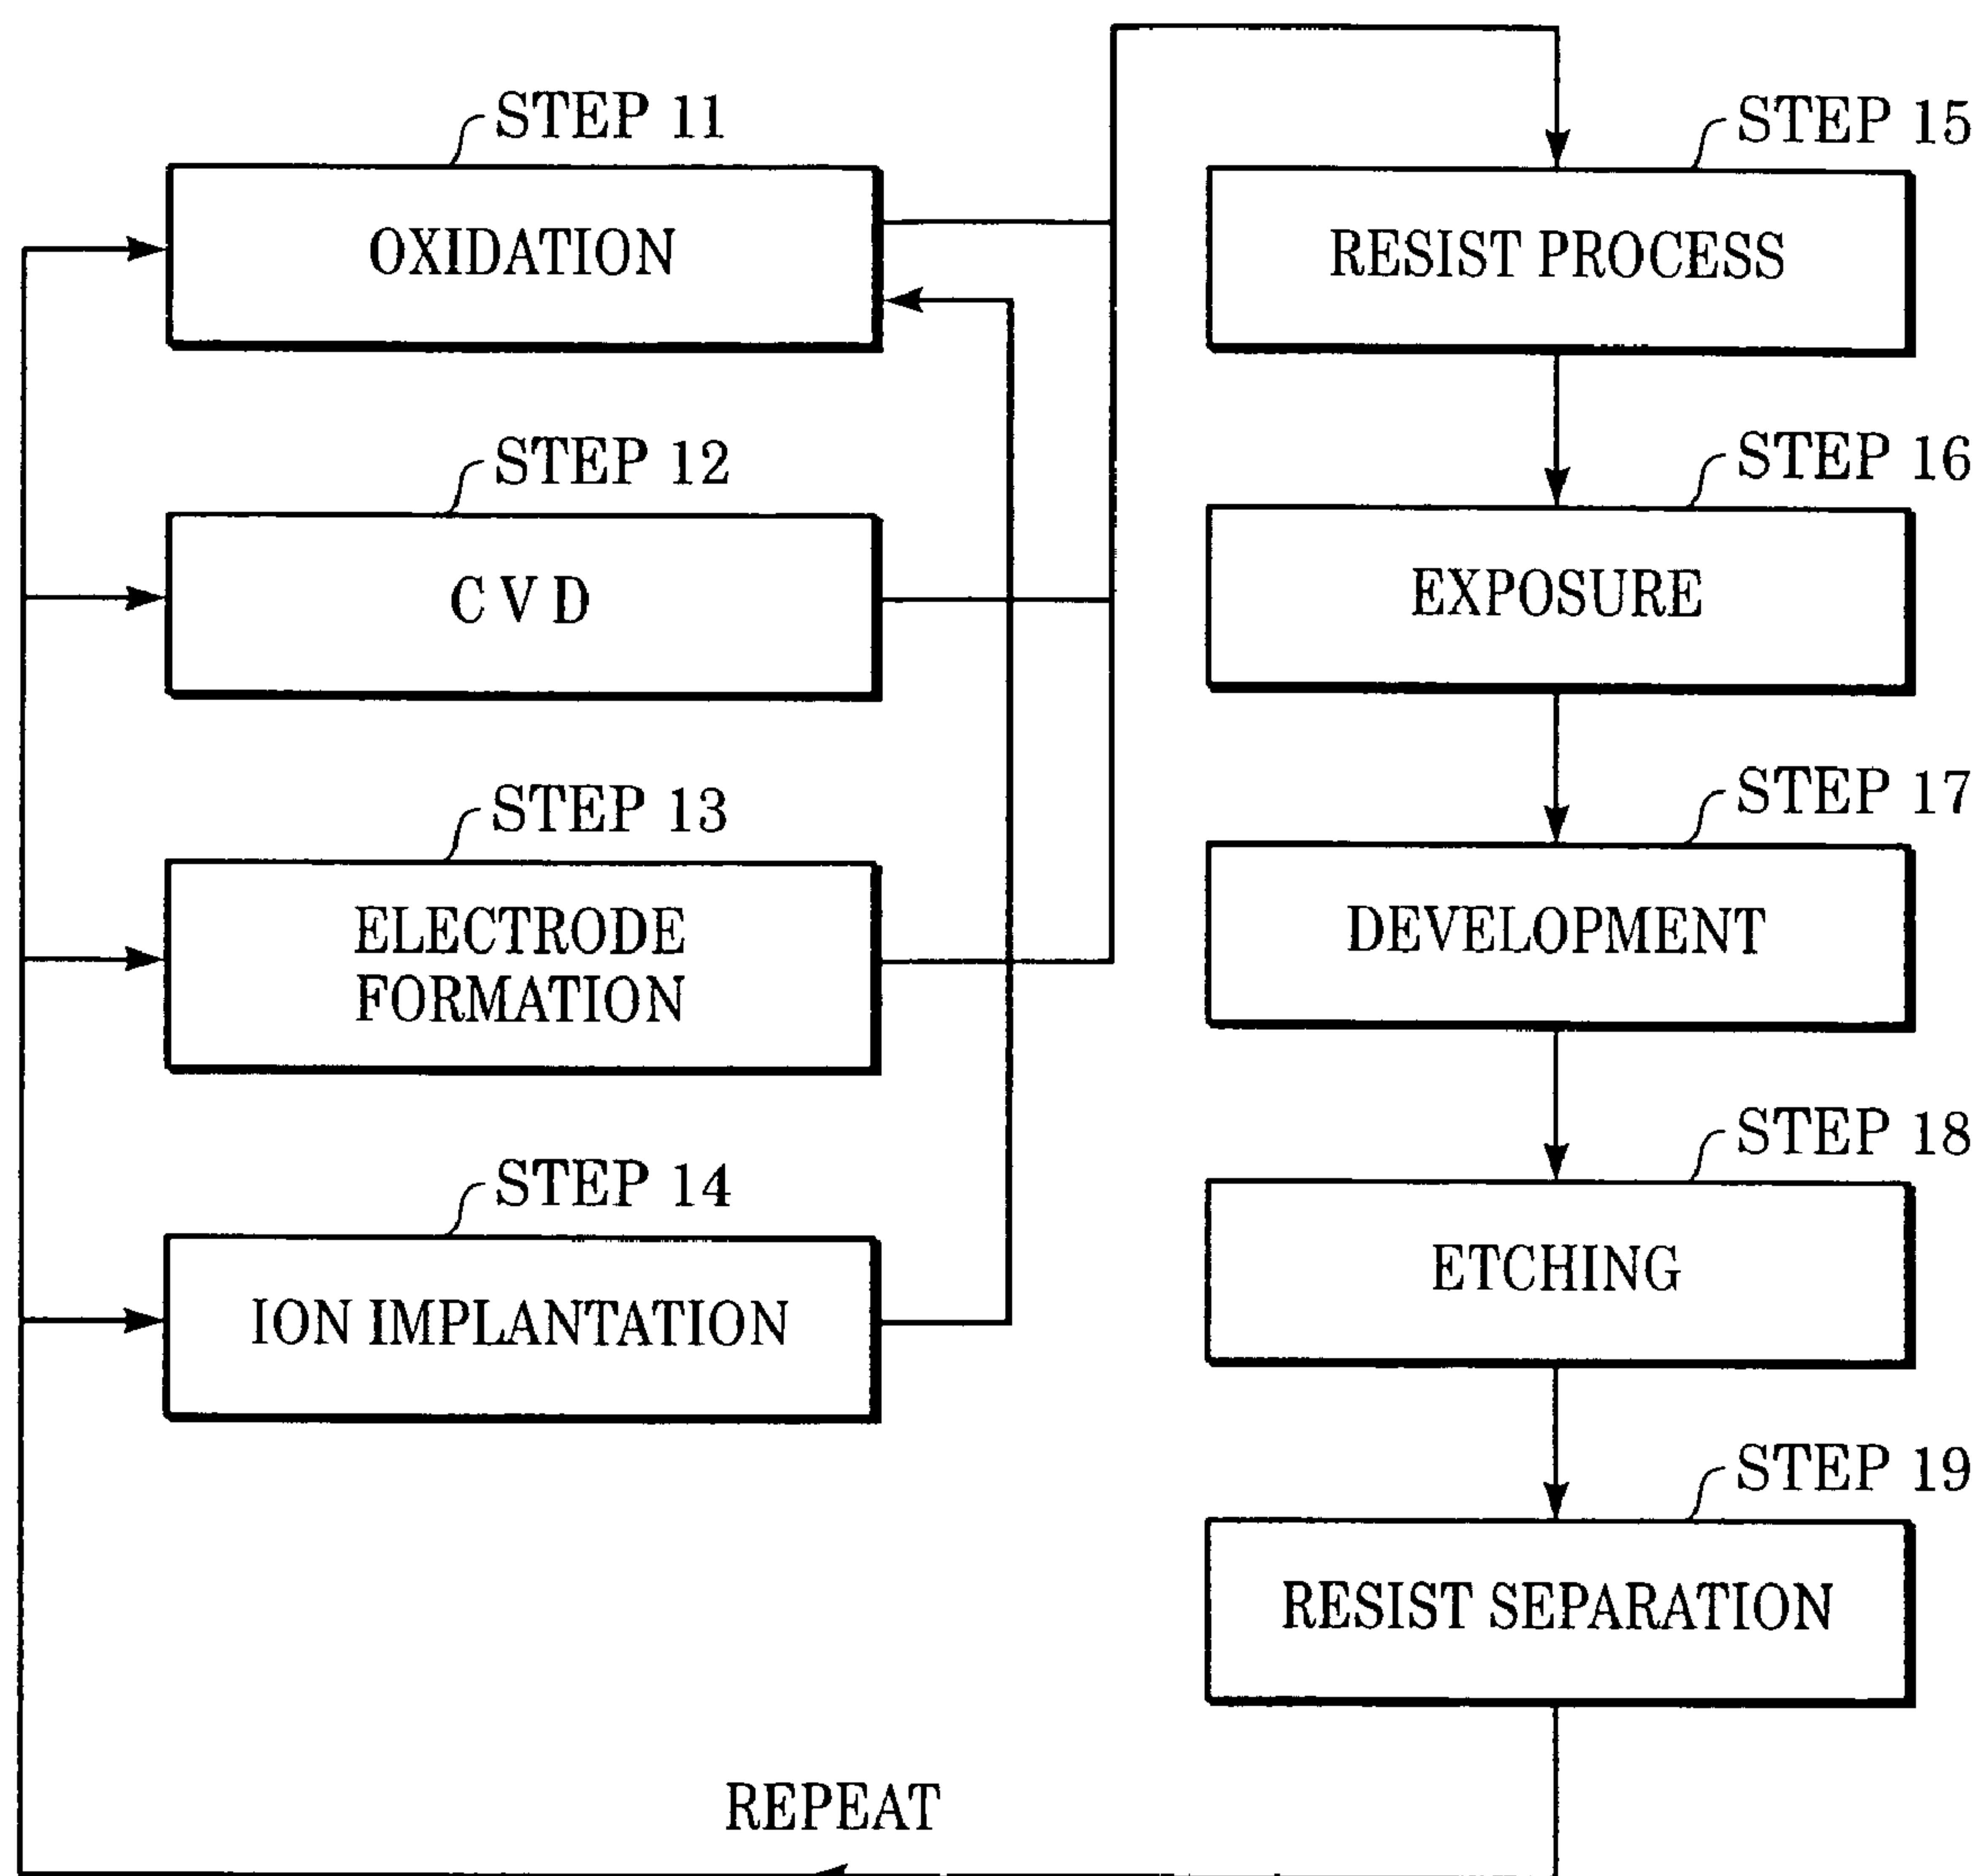 STEP 11
OXIDATION
STEP 12
CVD
STEP 13
ELECTRODE
FORMATION
STEP 14
ION IMPLANTATION
STEP 15
RESIST PROCESS
STEP 16
EXPOSURE
STEP 17
DEVELOPMENT
STEP 18
ETCHING
STEP 19
RESIST SEPARATION
REPEAT